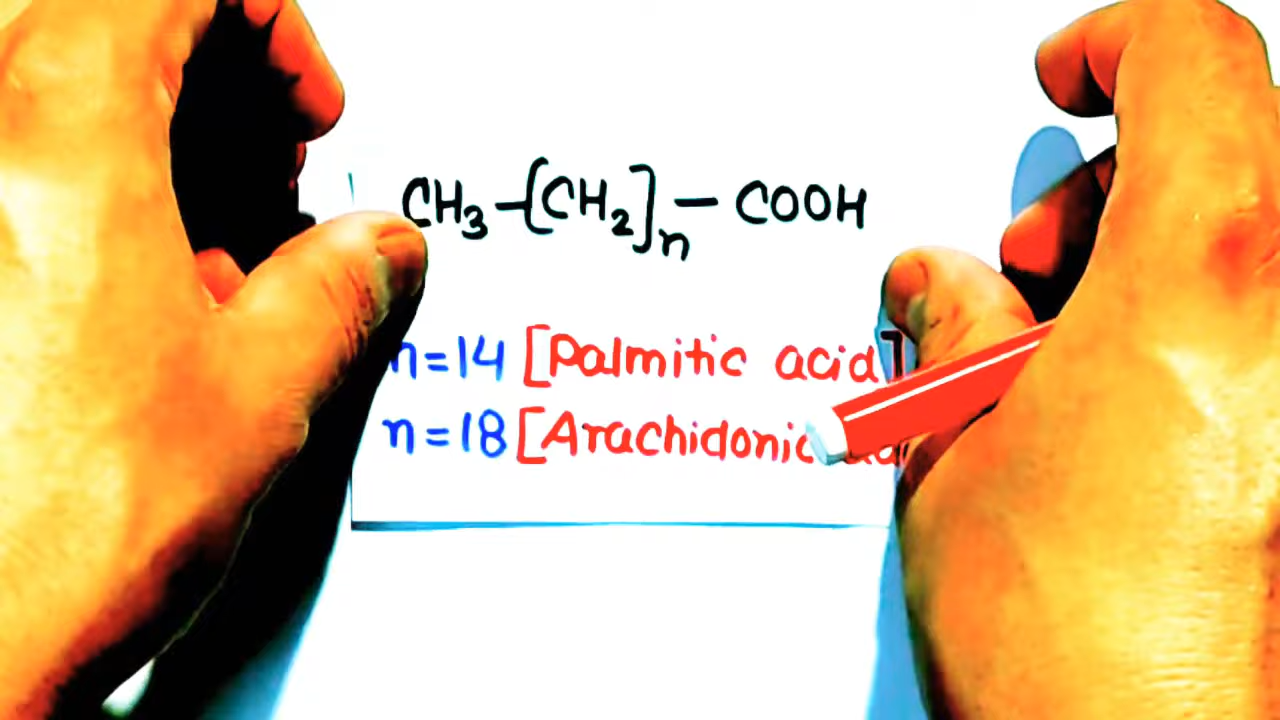 CH3-[CH2]n-COOH
n=14 [Palmitic acid]
n=18 [Arachidonic